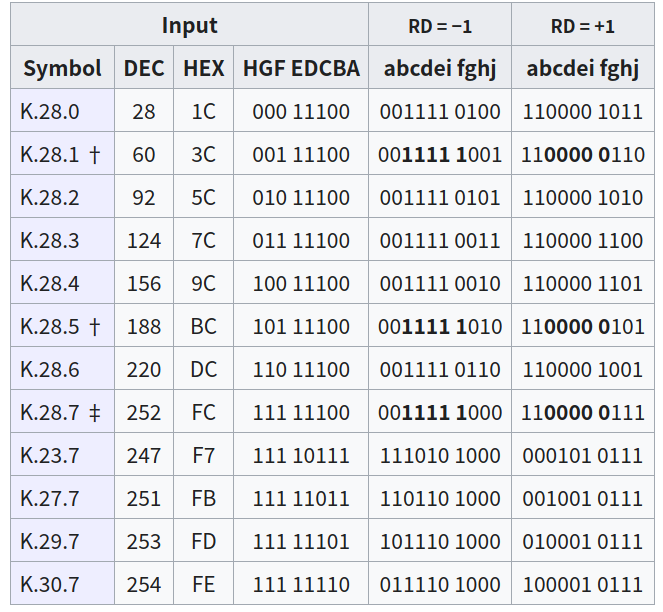 Input RD = −1 RD = +1
Symbol DEC HEX HGF EDCBA abcdei fghj abcdei fghj
K.28.0 28 1C 000 11100 001111 0100 110000 1011
K.28.1 † 60 3C 001 11100 001111 1001 110000 0110
K.28.2 92 5C 010 11100 001111 0101 110000 1010
K.28.3 124 7C 011 11100 001111 0011 110000 1100
K.28.4 156 9C 100 11100 001111 0010 110000 1101
K.28.5 † 188 BC 101 11100 001111 1010 110000 0101
K.28.6 220 DC 110 11100 001111 0110 110000 1001
K.28.7 ‡ 252 FC 111 11100 001111 1000 110000 0111
K.23.7 247 F7 111 10111 111010 1000 000101 0111
K.27.7 251 FB 111 11011 110110 1000 001001 0111
K.29.7 253 FD 111 11101 101110 1000 010001 0111
K.30.7 254 FE 111 11110 011110 1000 100001 0111